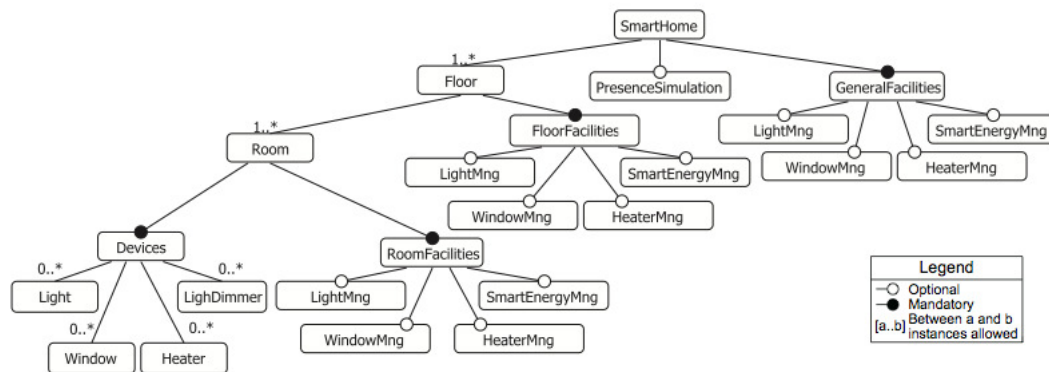 SmartHome
1..*
Floor
PresenceSimulation
GeneralFacilities
1..*
Room
FloorFacilities
LightMng
SmartEnergyMng
WindowMng
HeaterMng
LightMng
SmartEnergyMng
WindowMng
HeaterMng
Devices
RoomFacilities
0..*
0..*
Light
LighDimmer
0..*
0..*
Window
Heater
LightMng
SmartEnergyMng
WindowMng
HeaterMng
Legend
Optional
Mandatory
[a..b] Between a and b
instances allowed